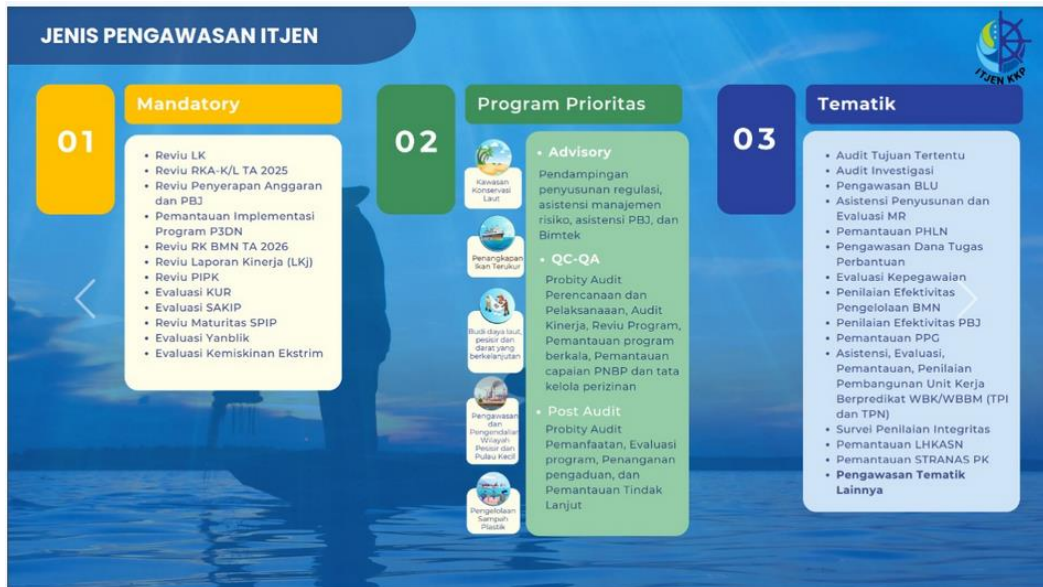 JENIS PENGAWASAN ITJEN
ITJEN KKP
01
Mandatory
• Reviu LK
• Reviu RKA-K/L TA 2025
• Reviu Penyerapan Anggaran
dan PBJ
• Pemantauan Implementasi
Program P3DN
• Reviu RK BMN TA 2026
• Reviu Laporan Kinerja (LKj)
• Reviu PIPK
• Evaluasi KUR
• Evaluasi SAKIP
• Reviu Maturitas SPIP
• Evaluasi Yanblik
• Evaluasi Kemiskinan Ekstrim
02
Program Prioritas
Kawasan
Konservasi
Laut
Penangkapan
Ikan Terukur
Budi daya laut,
pesisir dan
darat yang
berkelanjutan
Pengawasan
dan
Pengendalian
Wilayah
Pesisir dan
Pulau Kecil
Pengelolaan
Sampah
Plastik
• Advisory
Pendampingan
penyusunan regulasi,
asistensi manajemen
risiko, asistensi PBJ, dan
Bimtek
• QC-QA
Probity Audit
Perencanaan dan
Pelaksanaaan, Audit
Kinerja, Reviu Program,
Pemantauan program
berkala, Pemantauan
capaian PNBP dan tata
kelola perizinan
• Post Audit
Probity Audit
Pemanfaatan, Evaluasi
program, Penanganan
pengaduan, dan
Pemantauan Tindak
Lanjut
03
Tematik
• Audit Tujuan Tertentu
• Audit Investigasi
• Pengawasan BLU
• Asistensi Penyusunan dan
Evaluasi MR
• Pemantauan PHLN
• Pengawasan Dana Tugas
Perbantuan
• Evaluasi Kepegawaian
• Penilaian Efektivitas
Pengelolaan BMN
• Penilaian Efektivitas PBJ
• Pemantauan PPG
• Asistensi, Evaluasi,
Pemantauan, Penilaian
Pembangunan Unit Kerja
Berpredikat WBK/WBBM (TPI
dan TPN)
• Survei Penilaian Integritas
• Pemantauan LHKASN
• Pemantauan STRANAS PK
• Pengawasan Tematik
Lainnya